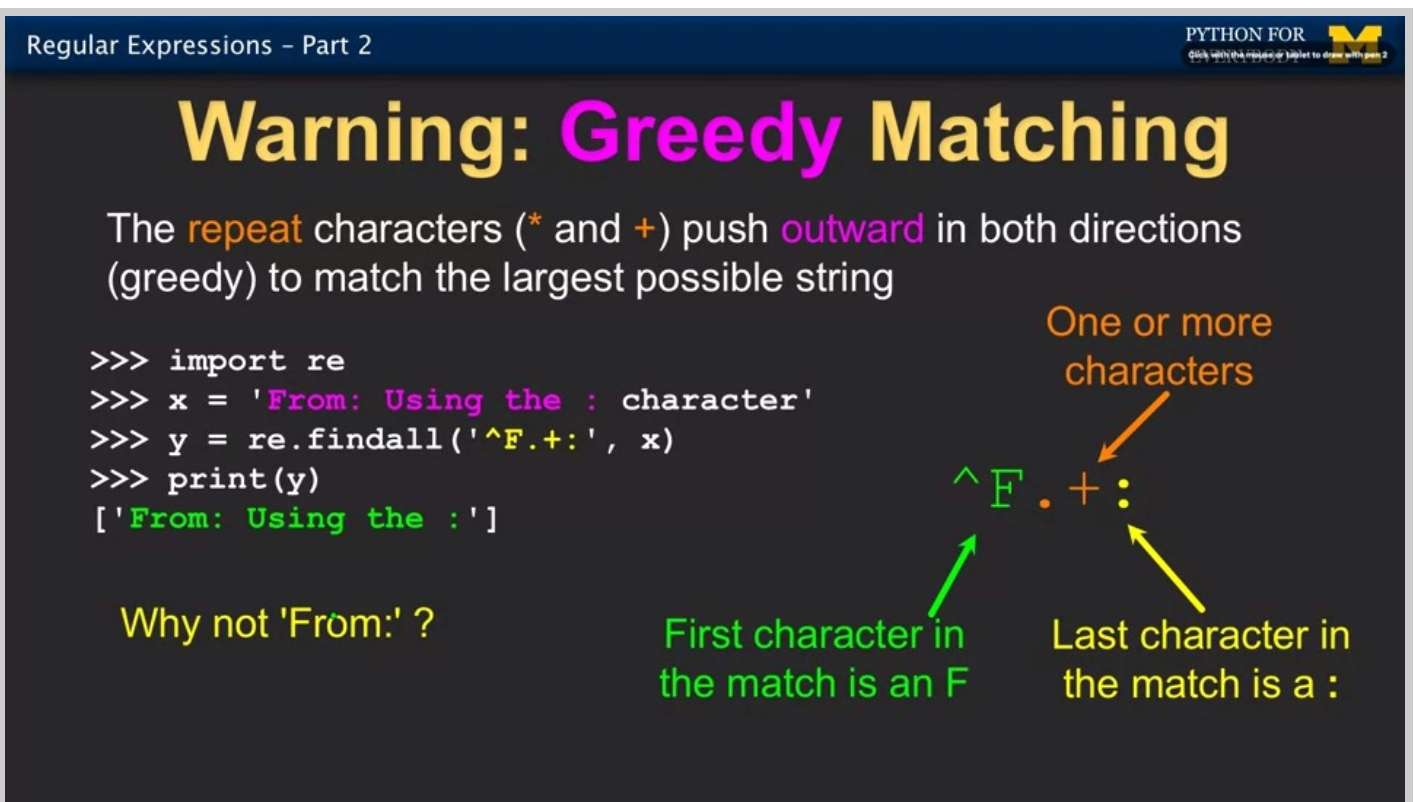 Regular Expressions – Part 2
PYTHON FOR
EVERYBODY
Click with the mouse or tablet to draw with pen 2
Warning: Greedy Matching
The repeat characters (* and +) push outward in both directions
(greedy) to match the largest possible string
One or more
characters
>>> import re
>>> x = 'From: Using the : character'
>>> y = re.findall('^F.+:', x)
>>> print(y)
['From: Using the :']
^F.+:
Why not 'From:' ?
First character in
the match is an F
Last character in
the match is a :